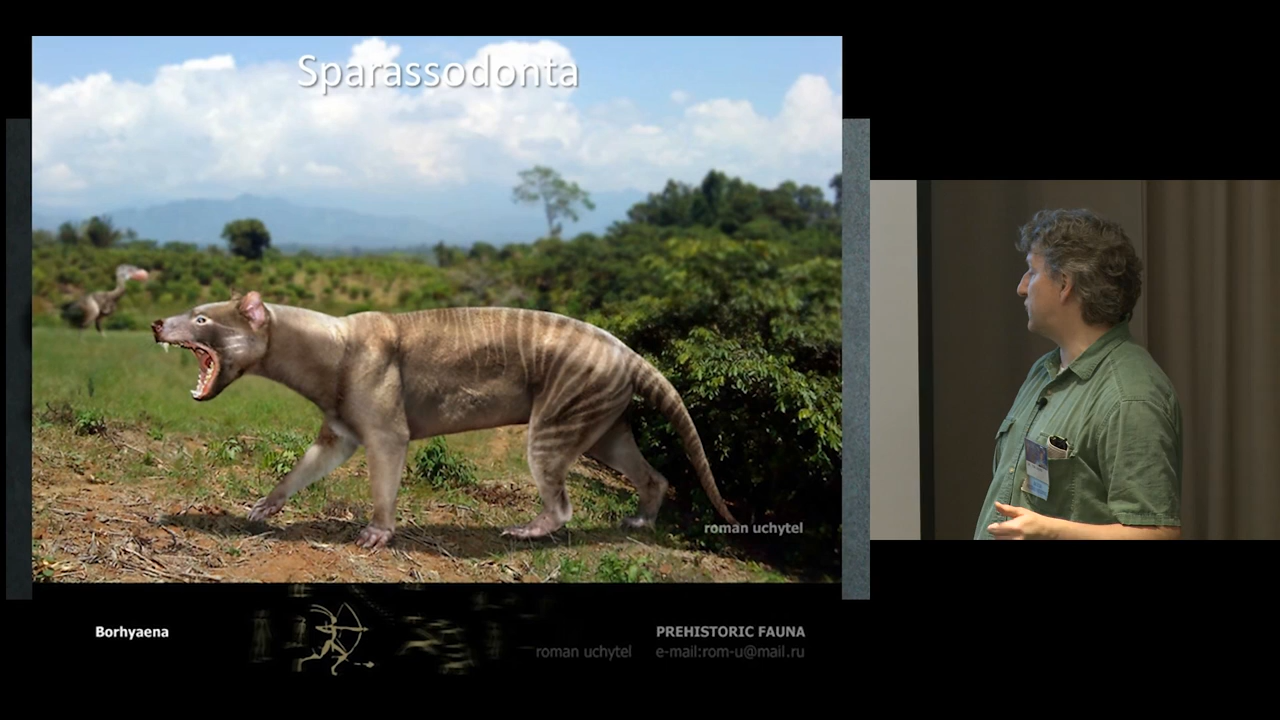 Sparassodonta
roman uchytel
Borhyaena
PREHISTORIC FAUNA
roman uchytel
e-mail:rom-u@mail.ru